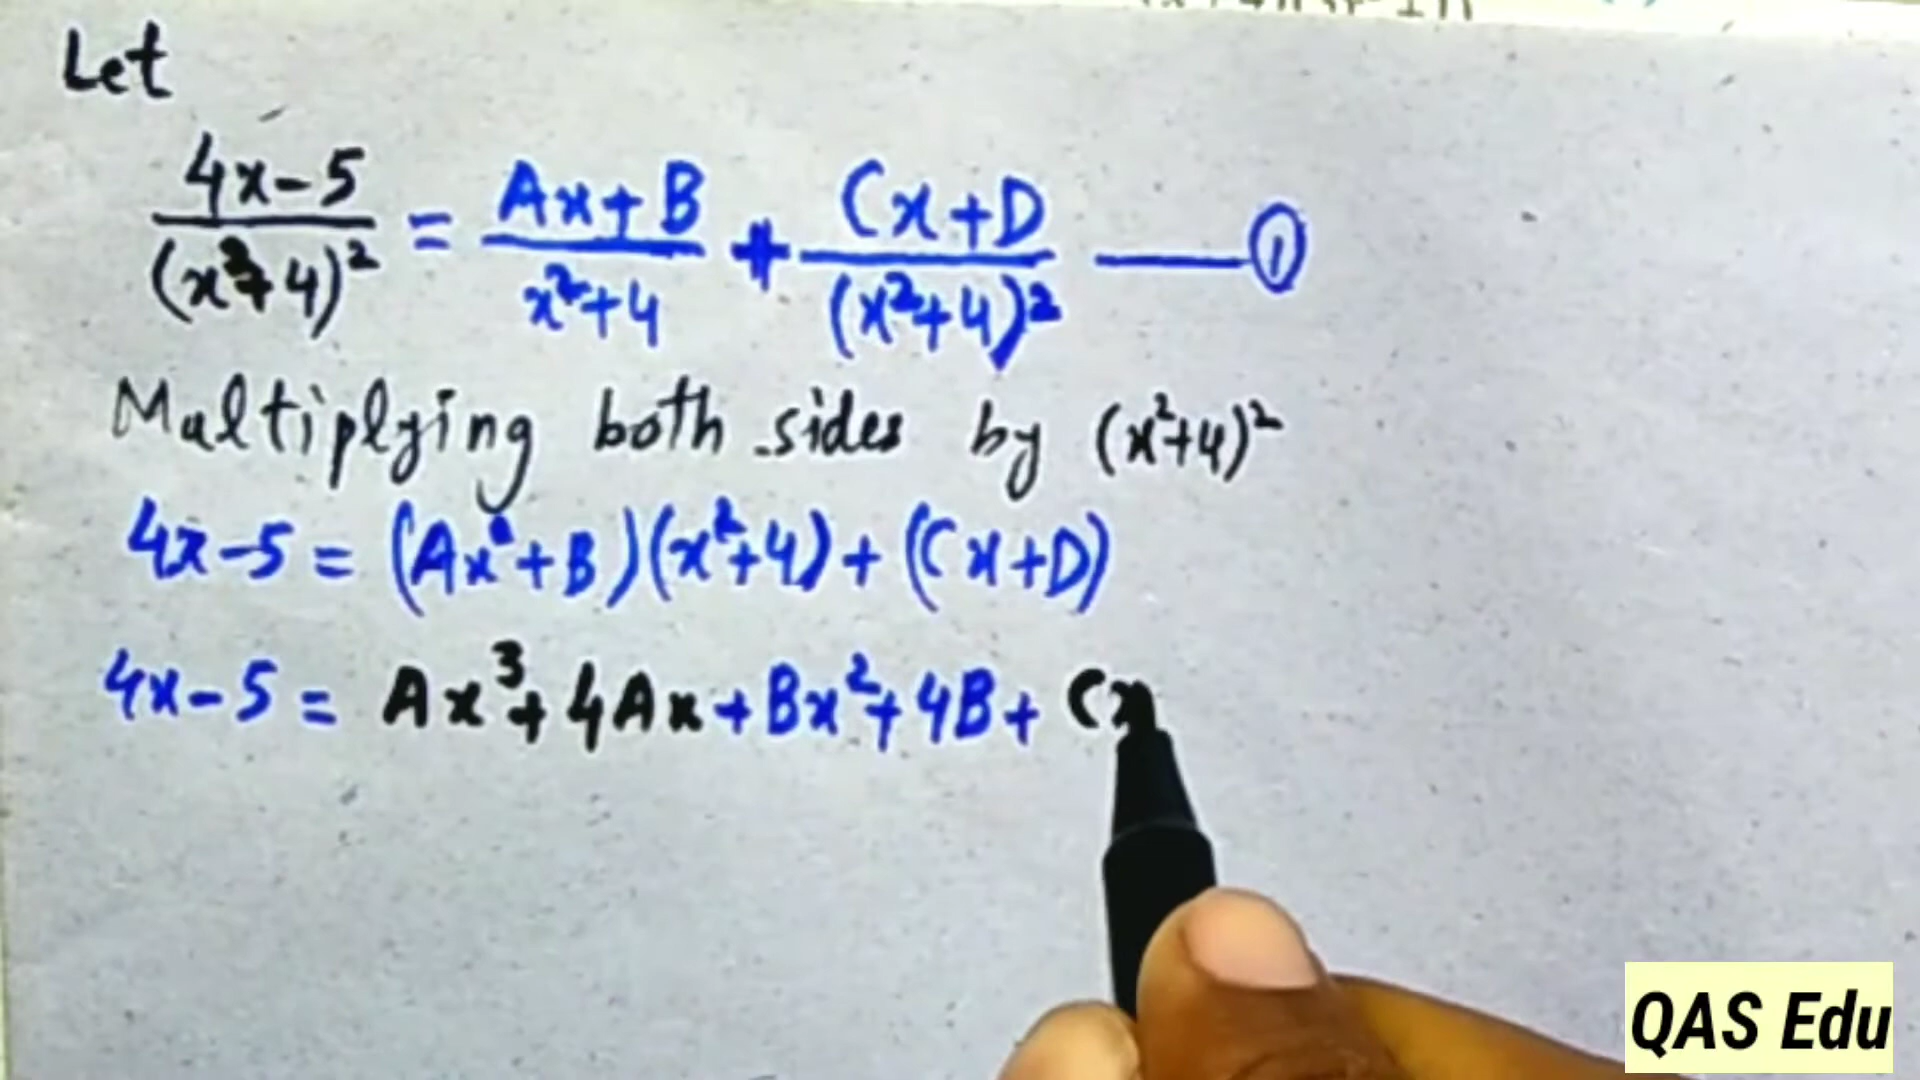 Let
4x-5/(x²+4)² = Ax+B/x²+4 + Cx+D/(x²+4)² —— ①
Multiplying both sides by (x²+4)²
4x-5 = (Ax+B)(x²+4)+(Cx+D)
4x-5 = Ax³+4Ax+Bx²+4B+Cx
QAS Edu